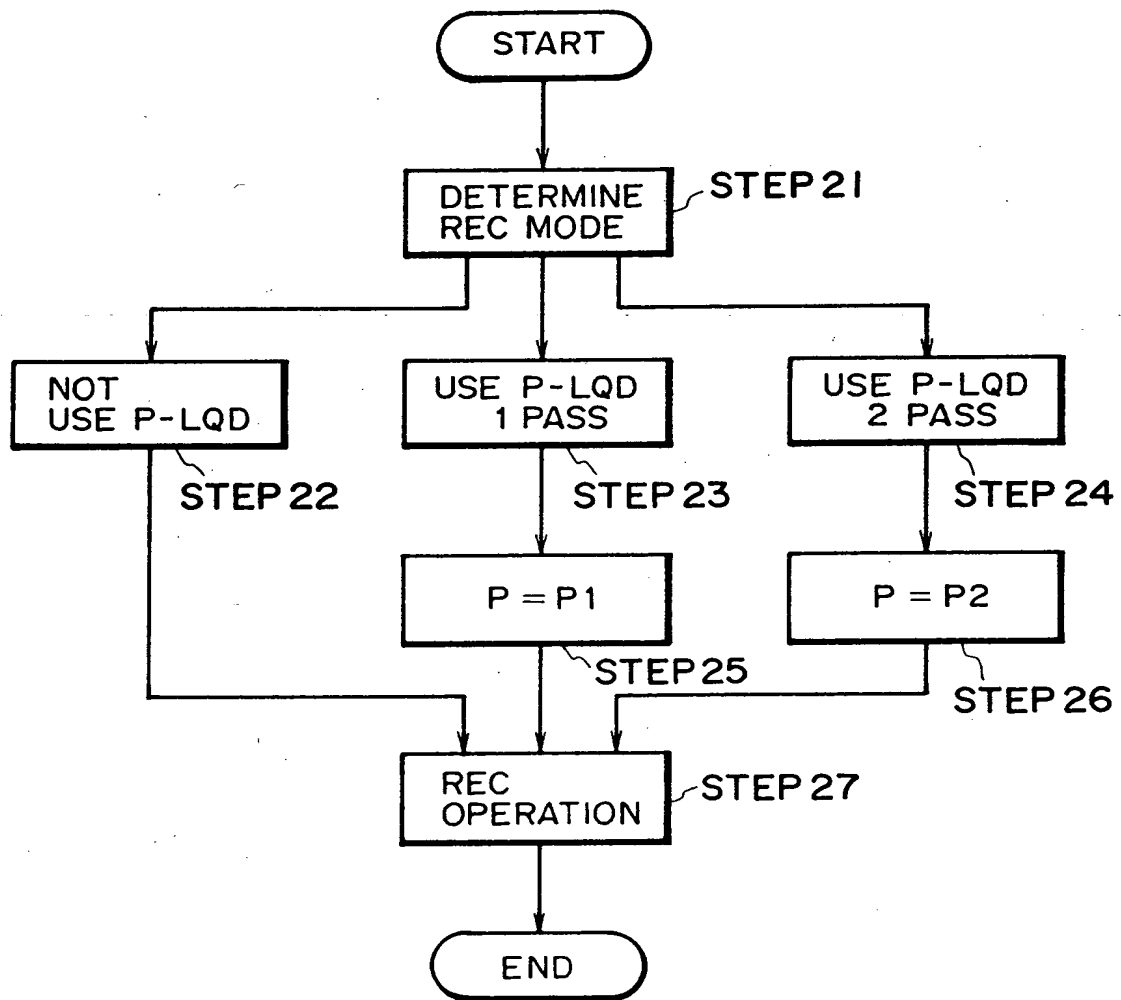 START
DETERMINE
REC MODE
STEP 21
NOT
USE P-LQD
STEP 22
USE P-LQD
1 PASS
STEP 23
USE P-LQD
2 PASS
STEP 24
P = P1
STEP 25
P = P2
STEP 26
REC
OPERATION
STEP 27
END